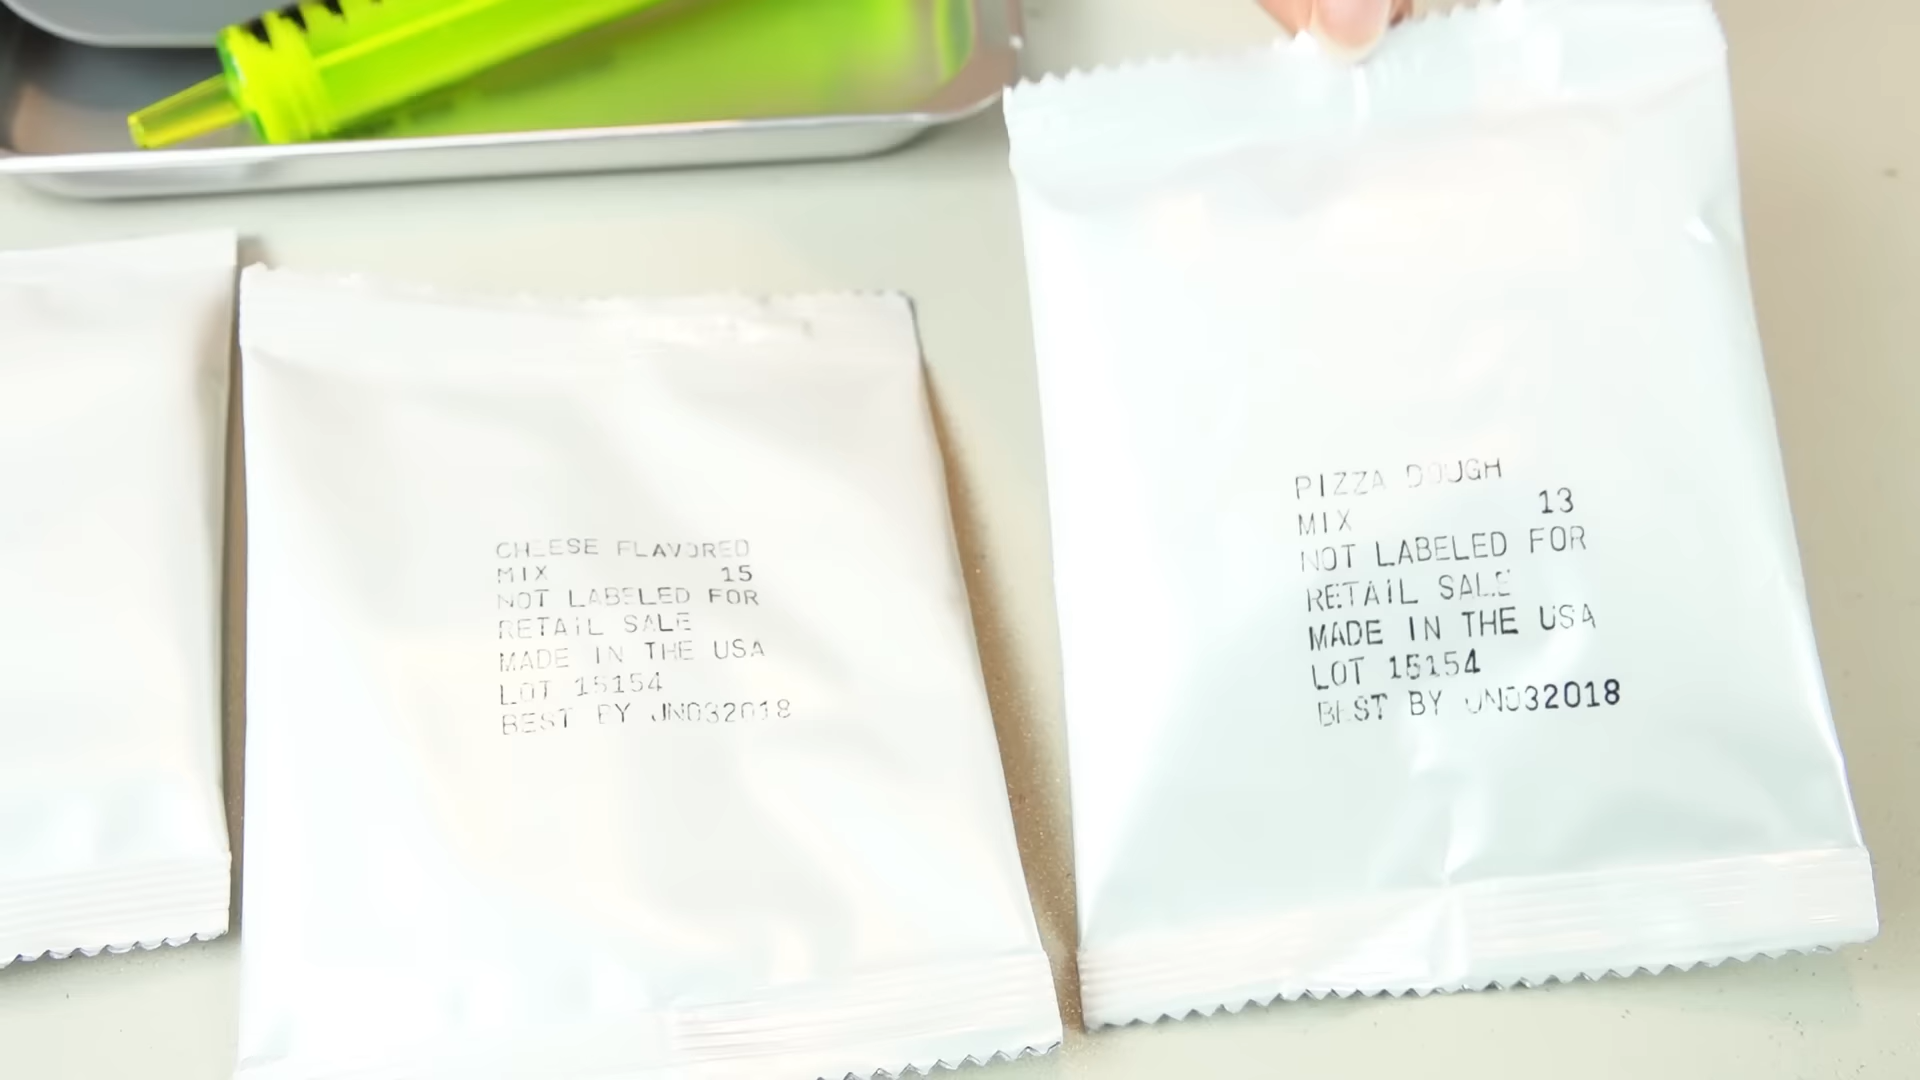 CHEESE FLAVORED
MIX 15
NOT LABELED FOR
RETAIL SALE
MADE IN THE USA
LOT 15154
BEST BY JN032018
PIZZA DOUGH
MIX 13
NOT LABELED FOR
RETAIL SALE
MADE IN THE USA
LOT 15154
BEST BY JN032018